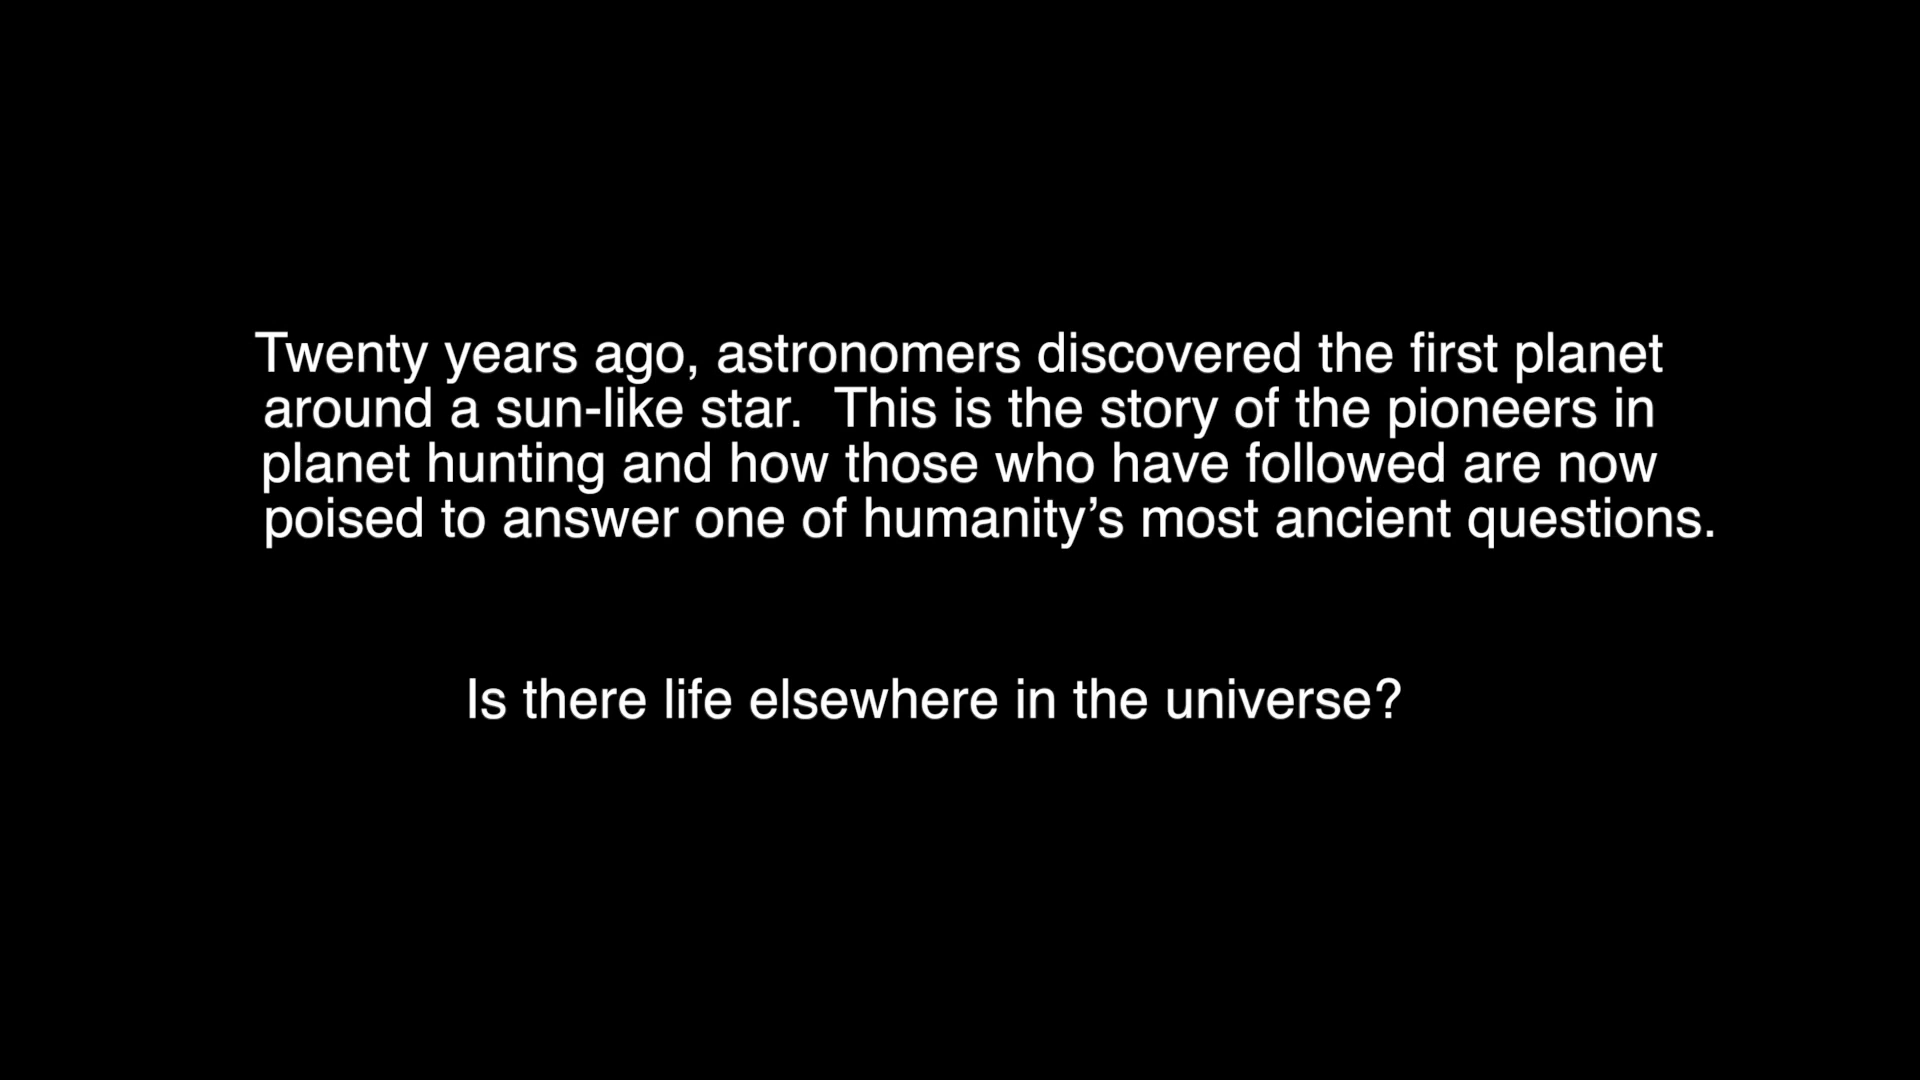 Twenty years ago, astronomers discovered the first planet
around a sun-like star.  This is the story of the pioneers in
planet hunting and how those who have followed are now
poised to answer one of humanity’s most ancient questions.
Is there life elsewhere in the universe?